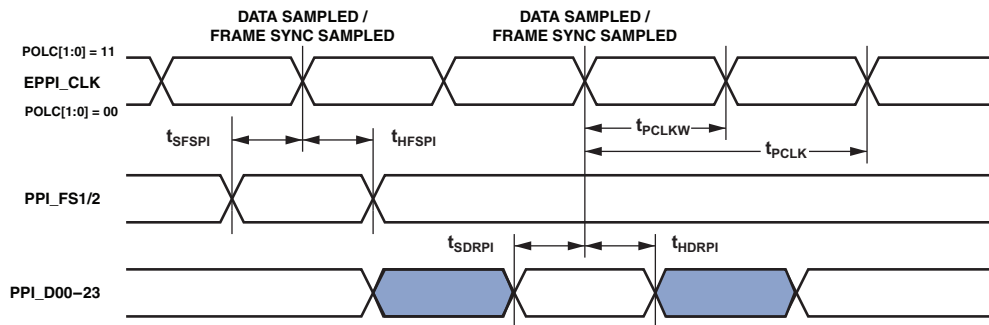 DATA SAMPLED /
FRAME SYNC SAMPLED
DATA SAMPLED /
FRAME SYNC SAMPLED
POLC[1:0] = 11
EPPI_CLK
POLC[1:0] = 00
tSFSPI
tHFSPI
tPCLKW
tPCLK
PPI_FS1/2
tSDRPI
tHDRPI
PPI_D00–23